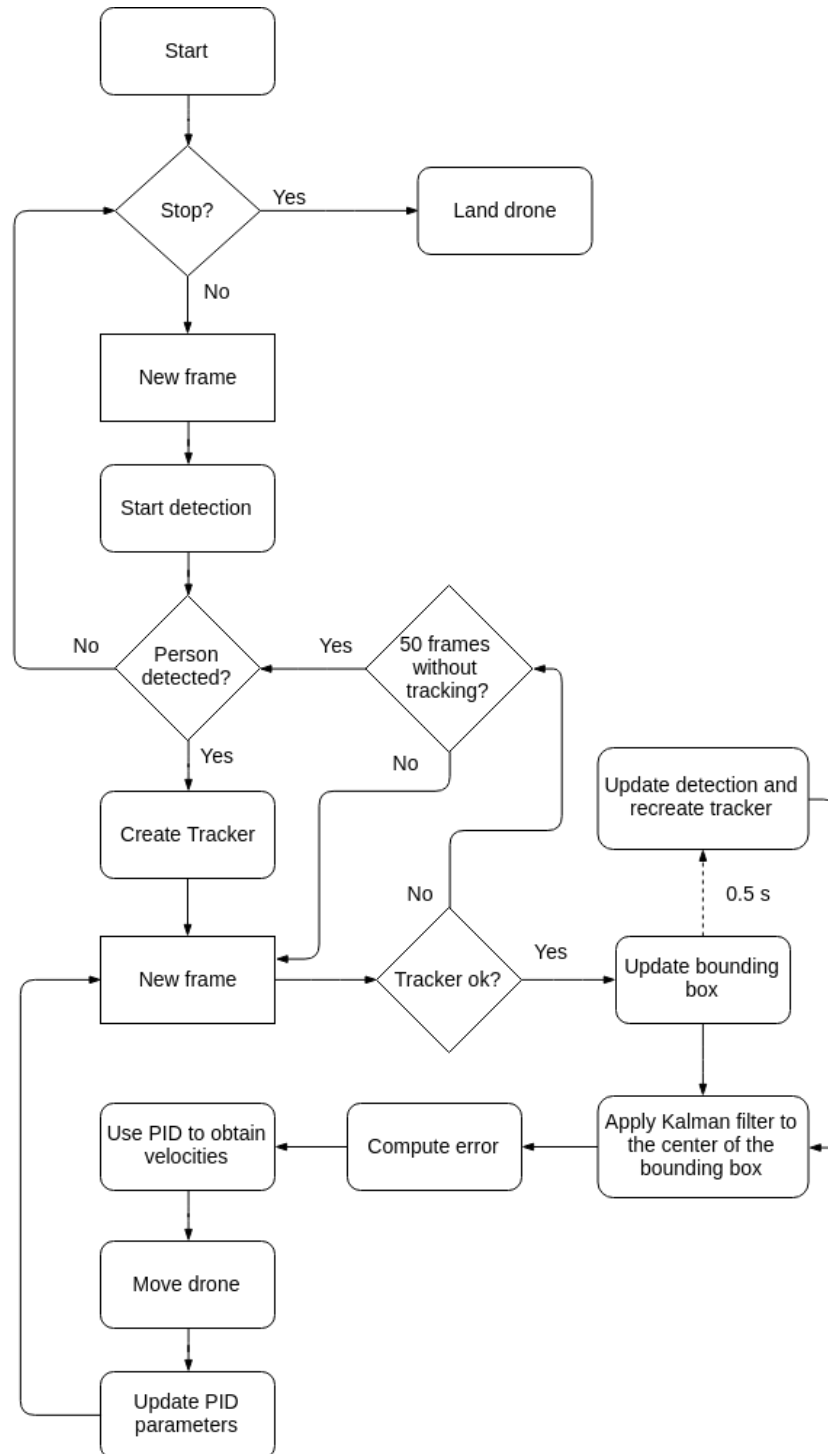 Start
Stop?
Yes
Land drone
No
New frame
Start detection
No
Person
detected?
Yes
50 frames
without
tracking?
Yes
No
Create Tracker
Update detection and
recreate tracker
No
0.5 s
New frame
Tracker ok?
Yes
Update bounding
box
Use PID to obtain
velocities
Compute error
Apply Kalman filter to
the center of the
bounding box
Move drone
Update PID
parameters